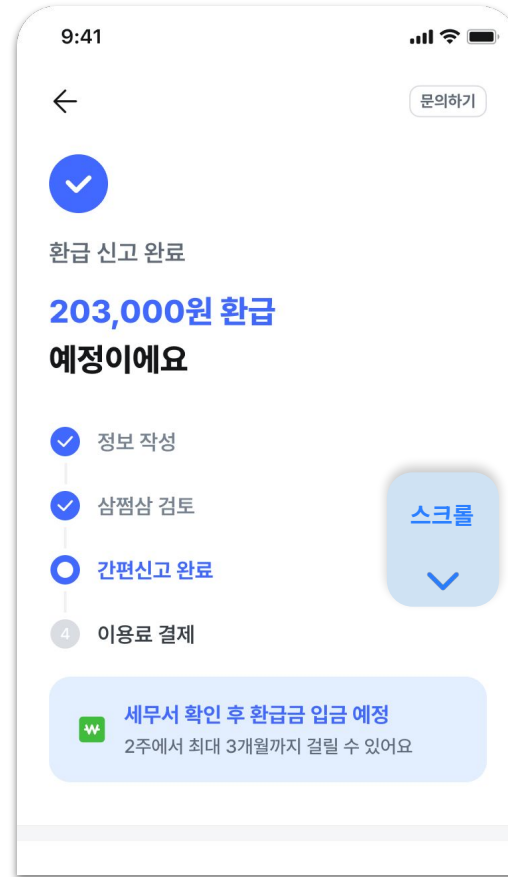 9:41
문의하기
환급 신고 완료
203,000원 환급
예정이에요
정보 작성
삼쩜삼 검토
스크롤
간편신고 완료
4 이용료 결제
₩ 세무서 확인 후 환급금 입금 예정
2주에서 최대 3개월까지 걸릴 수 있어요